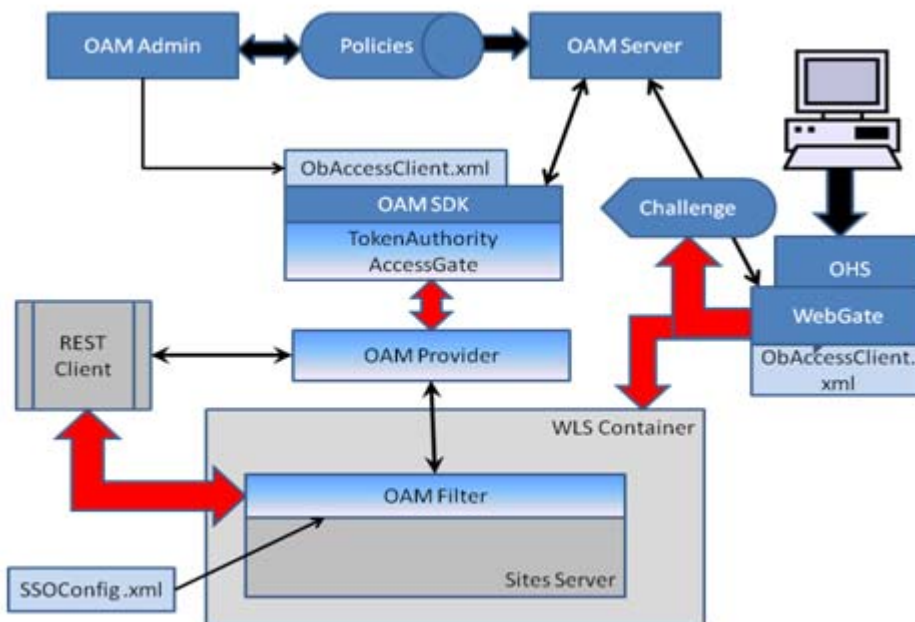 OAM Admin
Policies
OAM Server
ObAccessClient.xml
OAM SDK
TokenAuthority
AccessGate
Challenge
OHS
WebGate
ObAccessClient.
xml
REST
Client
OAM Provider
WLS Container
OAM Filter
Sites Server
SSOConfig.xml